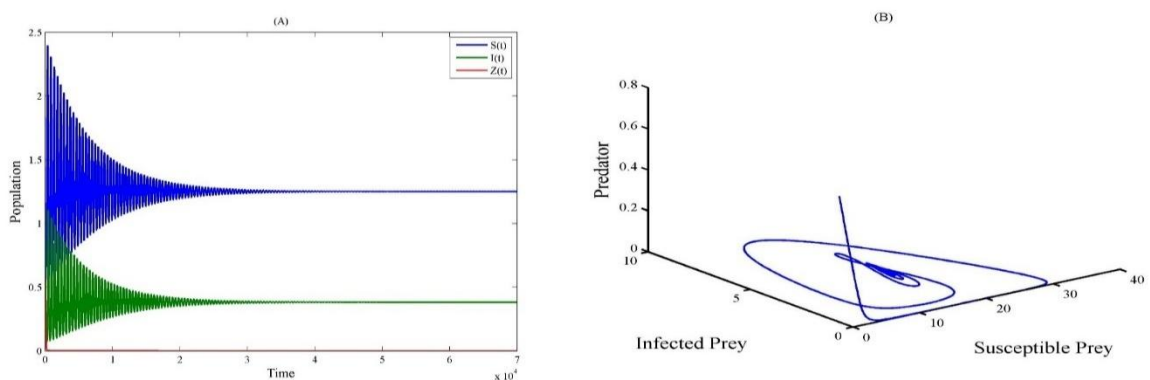 (A)
2.5
2
1.5
1
0.5
0
Population
S(t)
I(t)
Z(t)
0 1 2 3 4 5 6 7
Time
x 10⁴
(B)
0.8
0.6
0.4
0.2
0
Predator
10
5
0
Infected Prey
0
10
20
30
40
Susceptible Prey